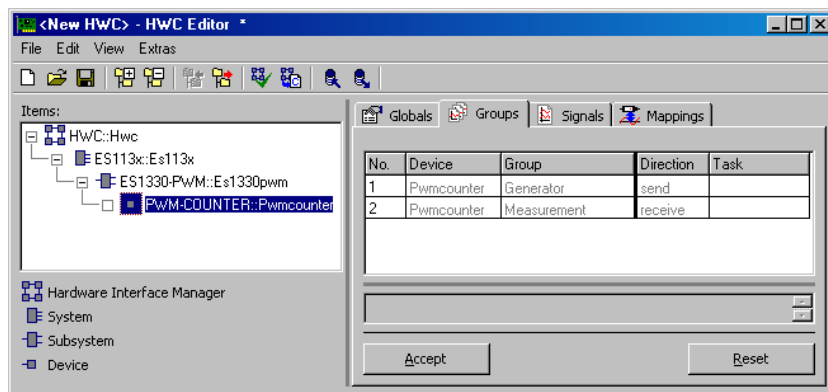 <New HWC> - HWC Editor *
File Edit View Extras
Items:
HWC::Hwc
ES113x::Es113x
ES1330-PWM::Es1330pwm
PWM-COUNTER::Pwmcounter
Hardware Interface Manager
System
Subsystem
Device
Globals Groups Signals Mappings
No. Device Group Direction Task
1 Pwmcounter Generator send
2 Pwmcounter Measurement receive
Accept Reset